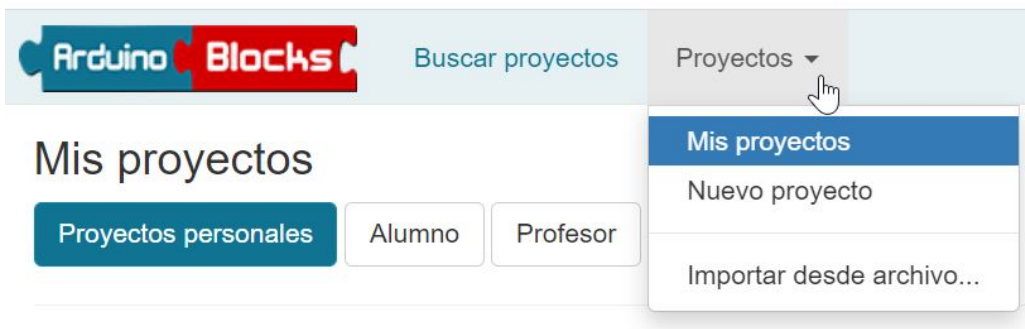 Arduino Blocks Buscar proyectos Proyectos
Mis proyectos
Nuevo proyecto
Importar desde archivo...
Mis proyectos
Proyectos personales Alumno Profesor